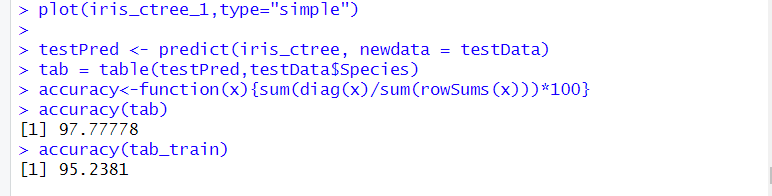 > plot(iris_ctree_1,type="simple")
>
> testPred <- predict(iris_ctree, newdata = testData)
> tab = table(testPred,testData$Species)
> accuracy<-function(x){sum(diag(x)/sum(rowSums(x)))*100}
> accuracy(tab)
[1] 97.77778
> accuracy(tab_train)
[1] 95.2381